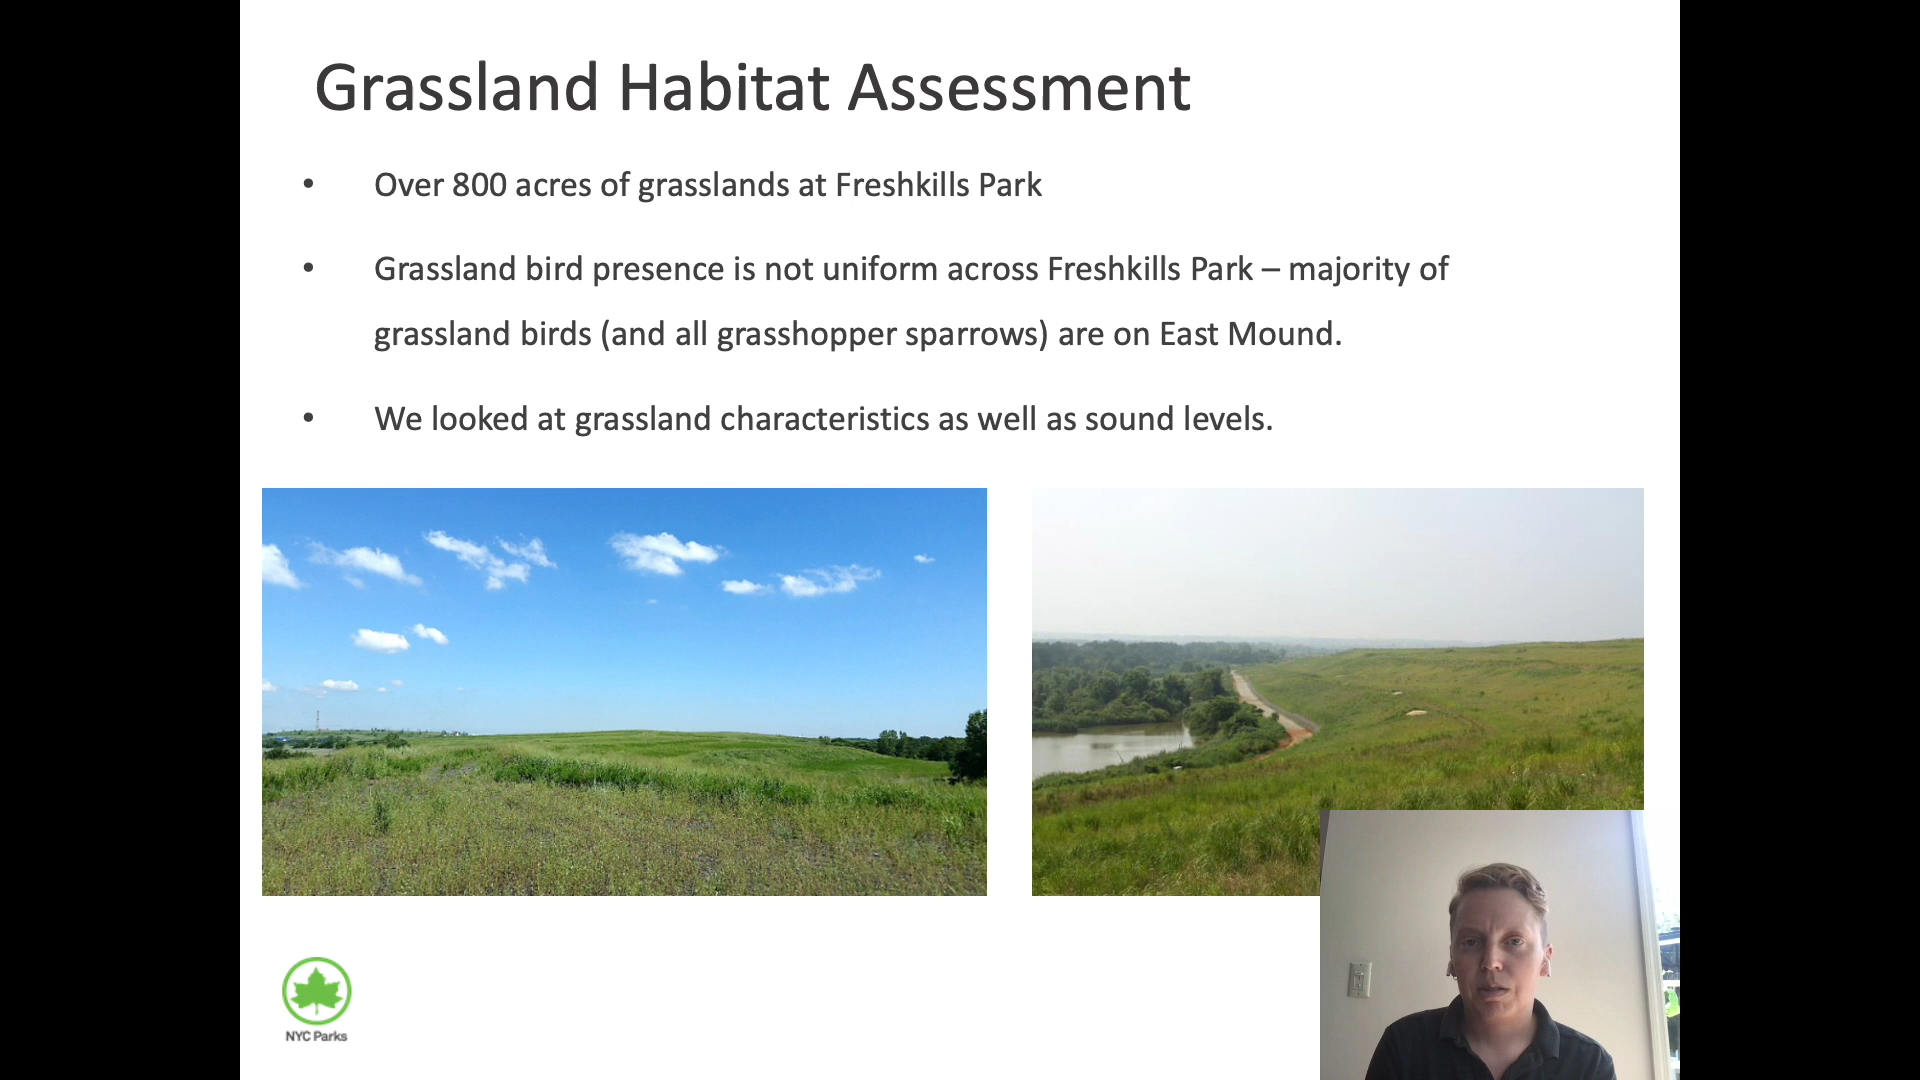 Grassland Habitat Assessment
• Over 800 acres of grasslands at Freshkills Park
• Grassland bird presence is not uniform across Freshkills Park – majority of
grassland birds (and all grasshopper sparrows) are on East Mound.
• We looked at grassland characteristics as well as sound levels.
NYC Parks